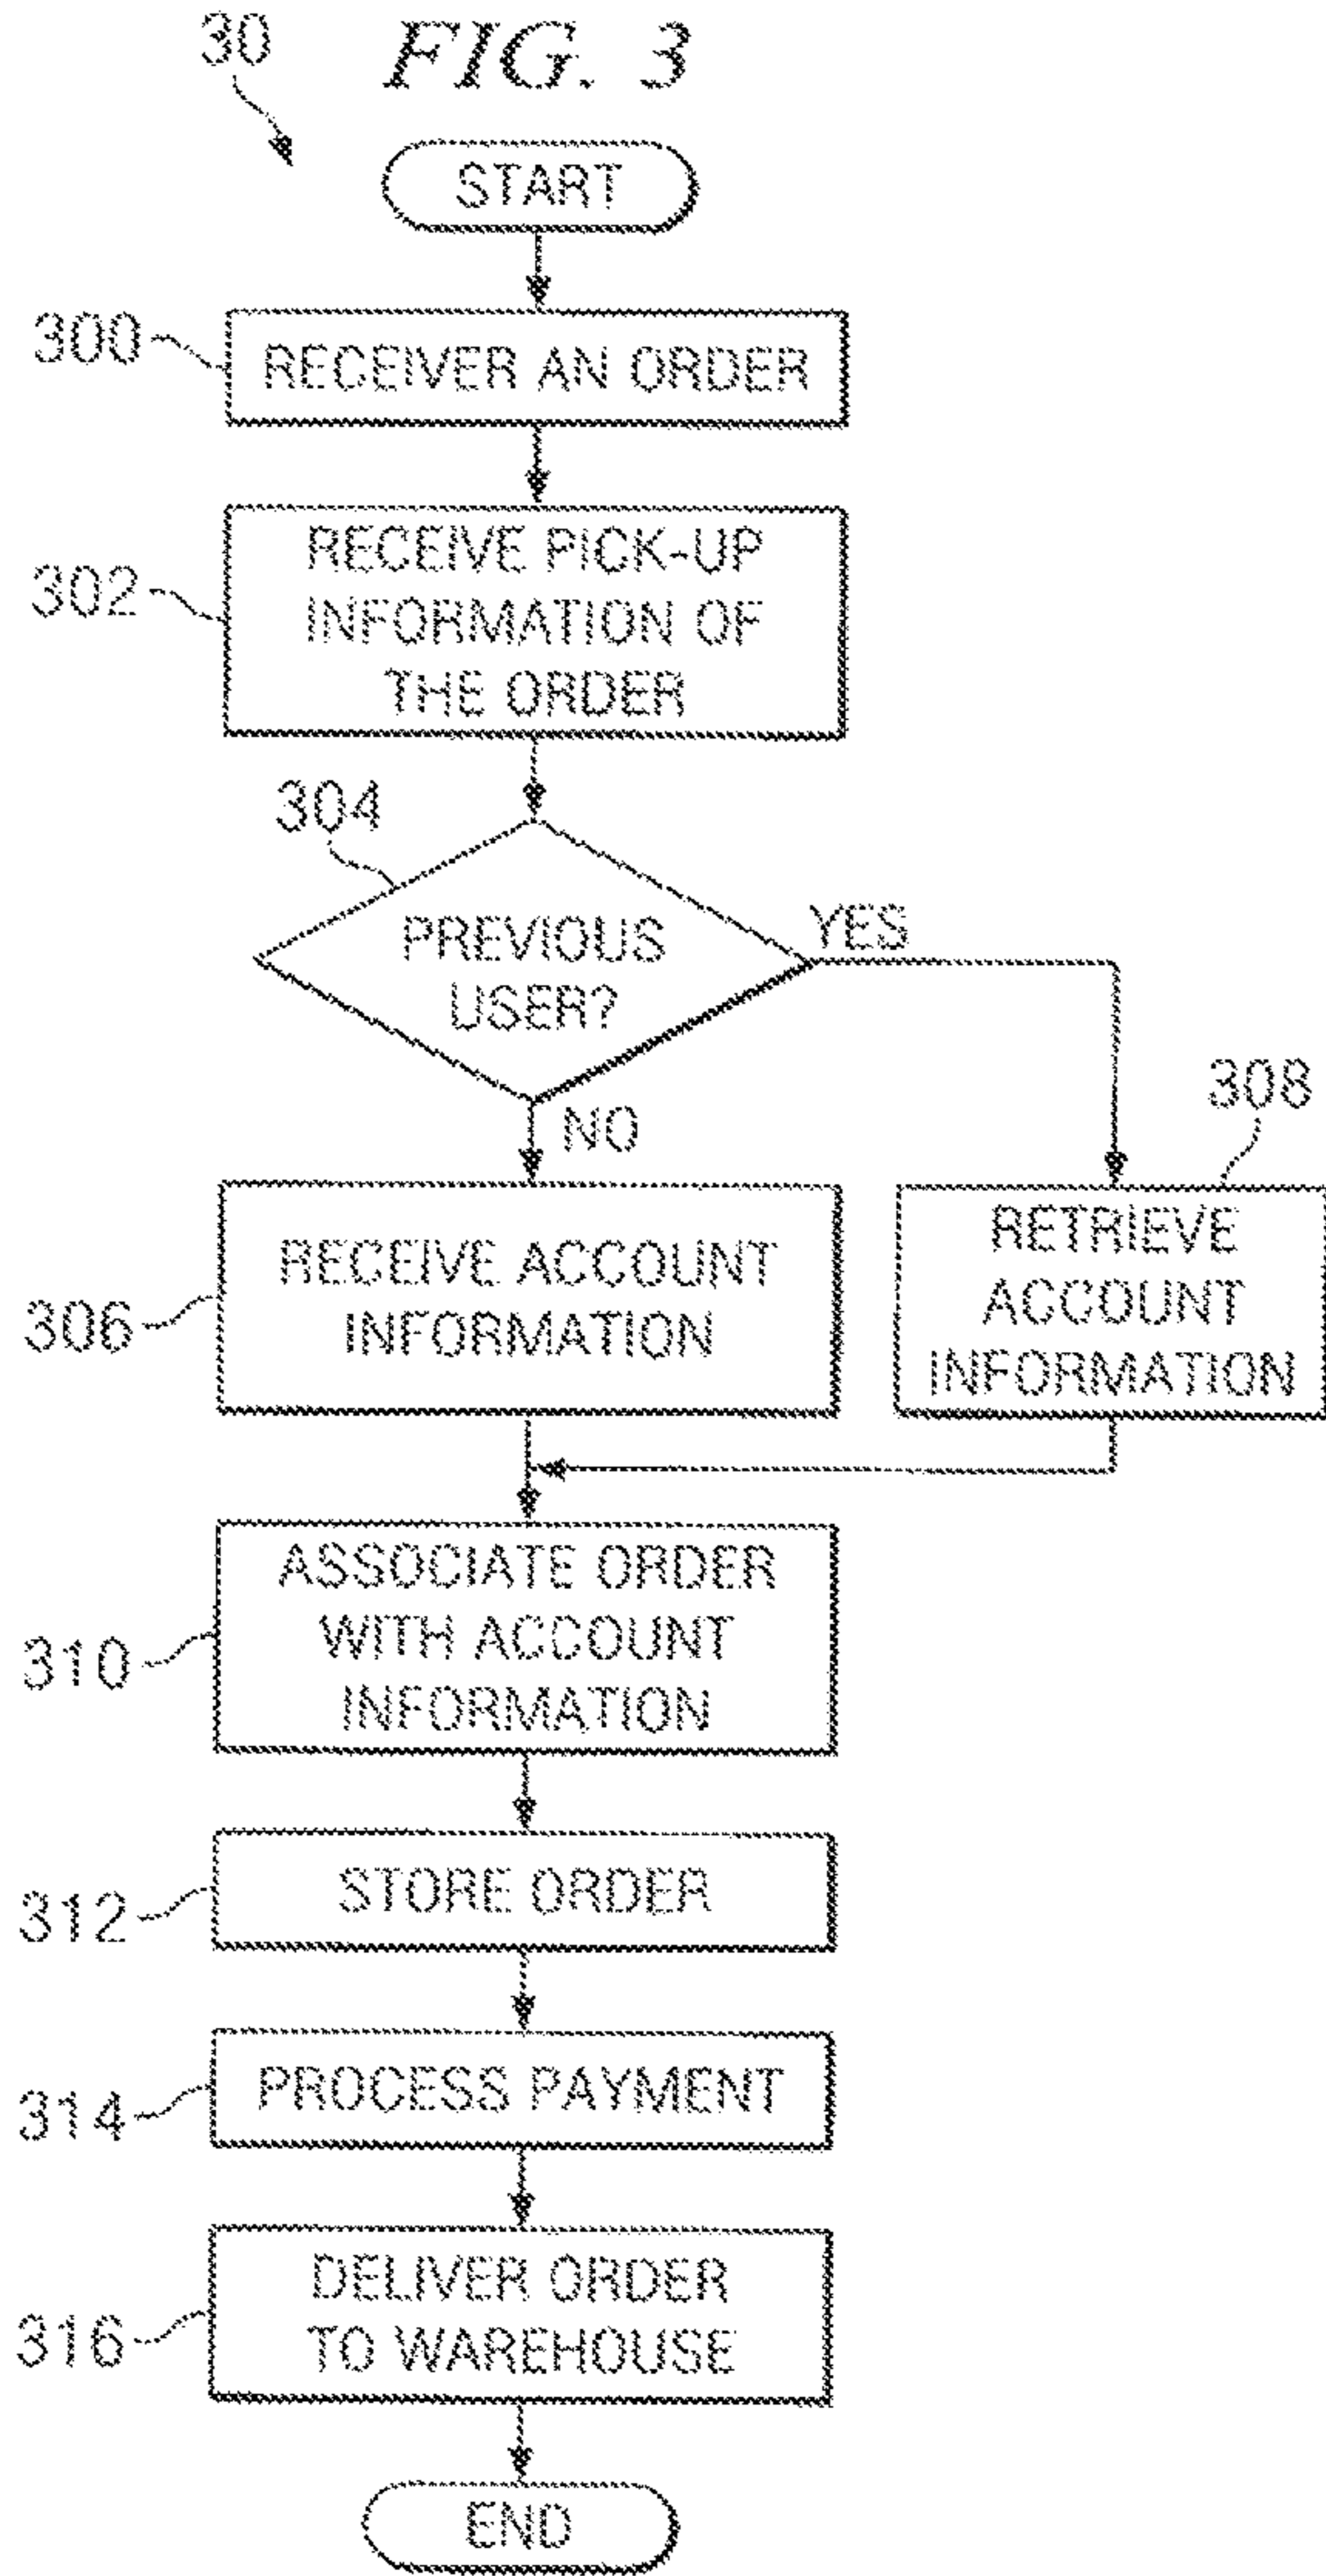 30
FIG. 3
START
300
RECEIVER AN ORDER
302
RECEIVE PICK-UP
INFORMATION OF
THE ORDER
304
PREVIOUS
USER?
YES
NO
306
RECEIVE ACCOUNT
INFORMATION
308
RETRIEVE
ACCOUNT
INFORMATION
310
ASSOCIATE ORDER
WITH ACCOUNT
INFORMATION
312
STORE ORDER
314
PROCESS PAYMENT
316
DELIVER ORDER
TO WAREHOUSE
END